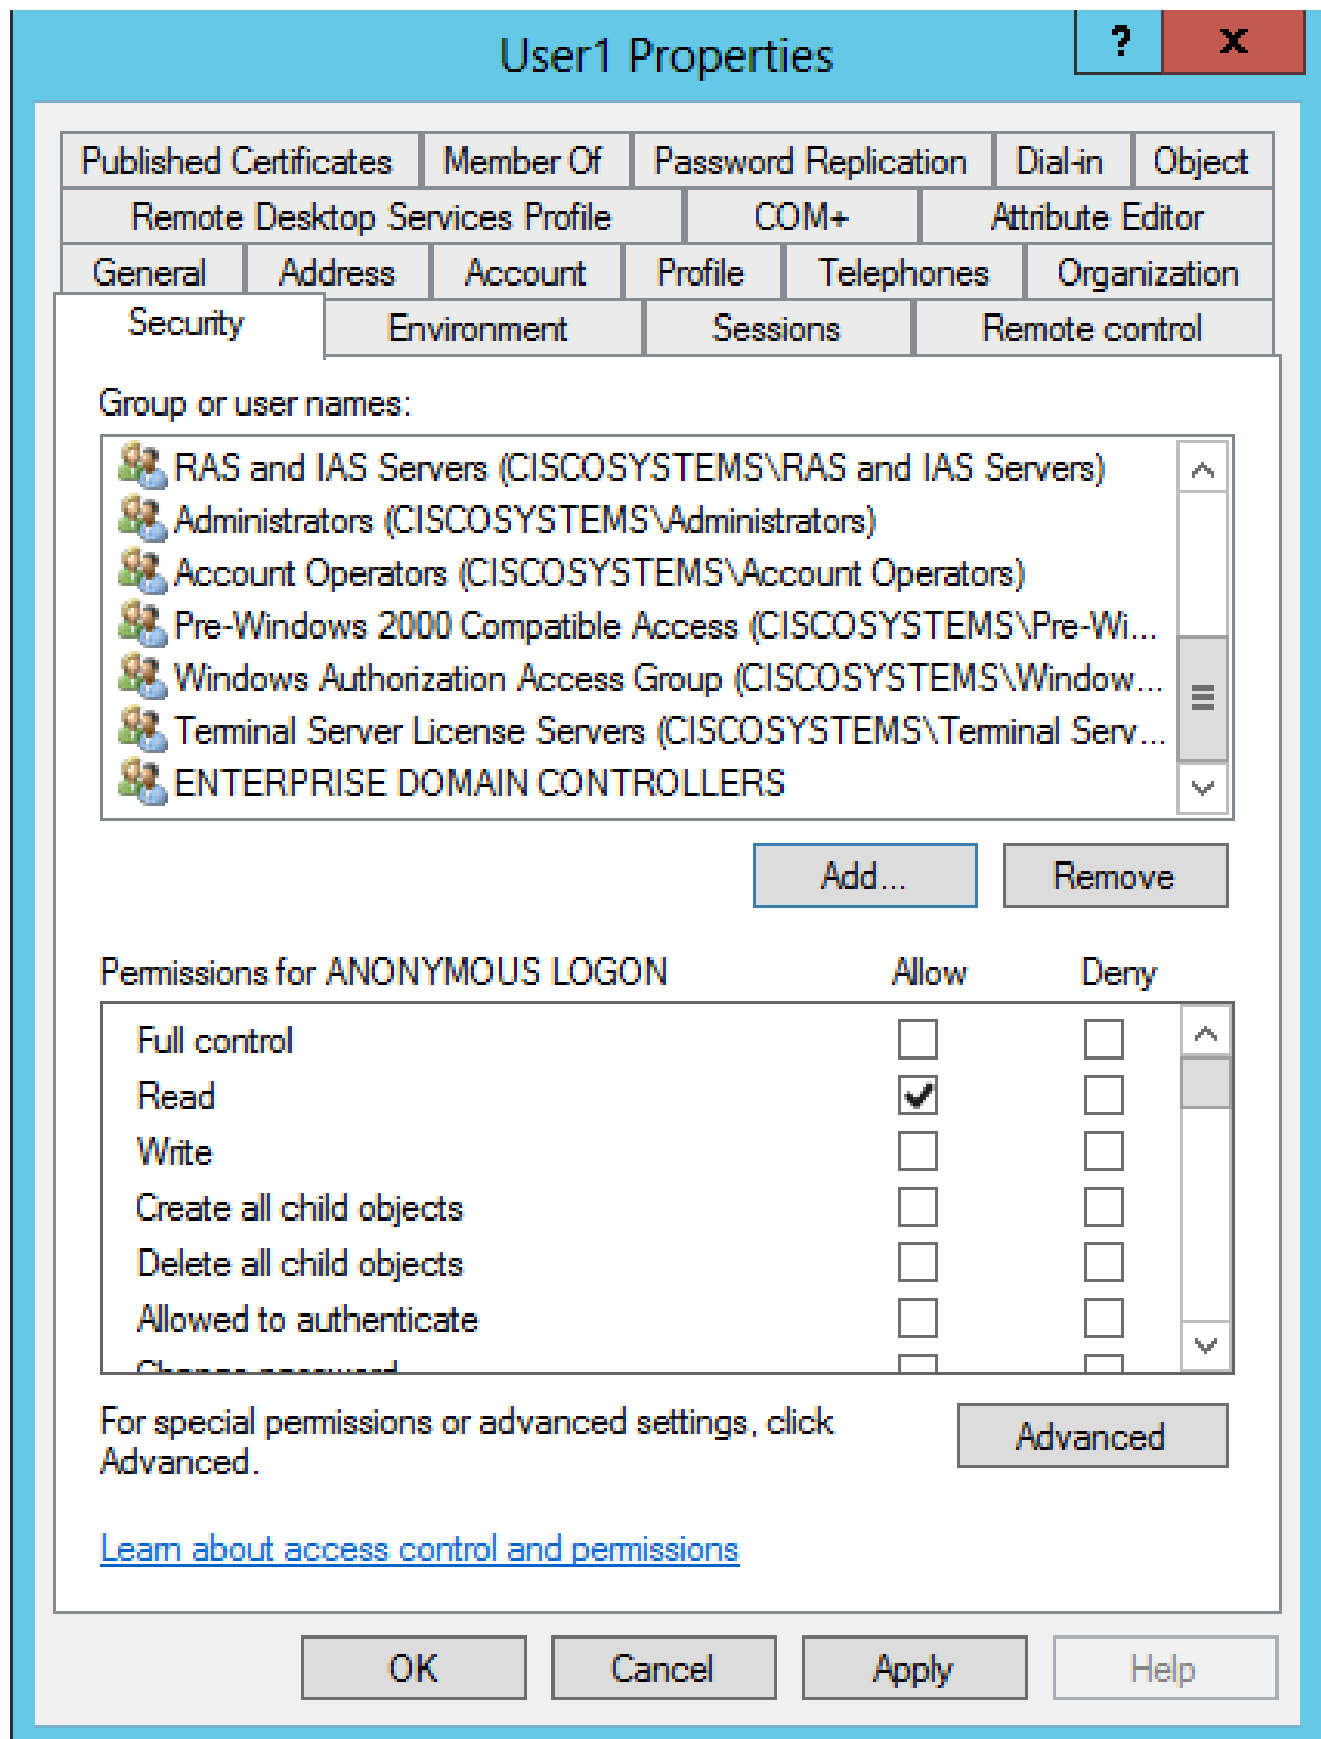 User1 Properties
?
x
Published Certificates Member Of Password Replication Dial-in Object
Remote Desktop Services Profile COM+ Attribute Editor
General Address Account Profile Telephones Organization
Security Environment Sessions Remote control
Group or user names:
RAS and IAS Servers (CISCOSYSTEMS\RAS and IAS Servers)
Administrators (CISCOSYSTEMS\Administrators)
Account Operators (CISCOSYSTEMS\Account Operators)
Pre-Windows 2000 Compatible Access (CISCOSYSTEMS\Pre-Wi...
Windows Authorization Access Group (CISCOSYSTEMS\Window...
Terminal Server License Servers (CISCOSYSTEMS\Terminal Serv...
ENTERPRISE DOMAIN CONTROLLERS
Add... Remove
Permissions for ANONYMOUS LOGON Allow Deny
Full control
Read
Write
Create all child objects
Delete all child objects
Allowed to authenticate
Change password
For special permissions or advanced settings, click
Advanced.
Advanced
Learn about access control and permissions
OK Cancel Apply Help